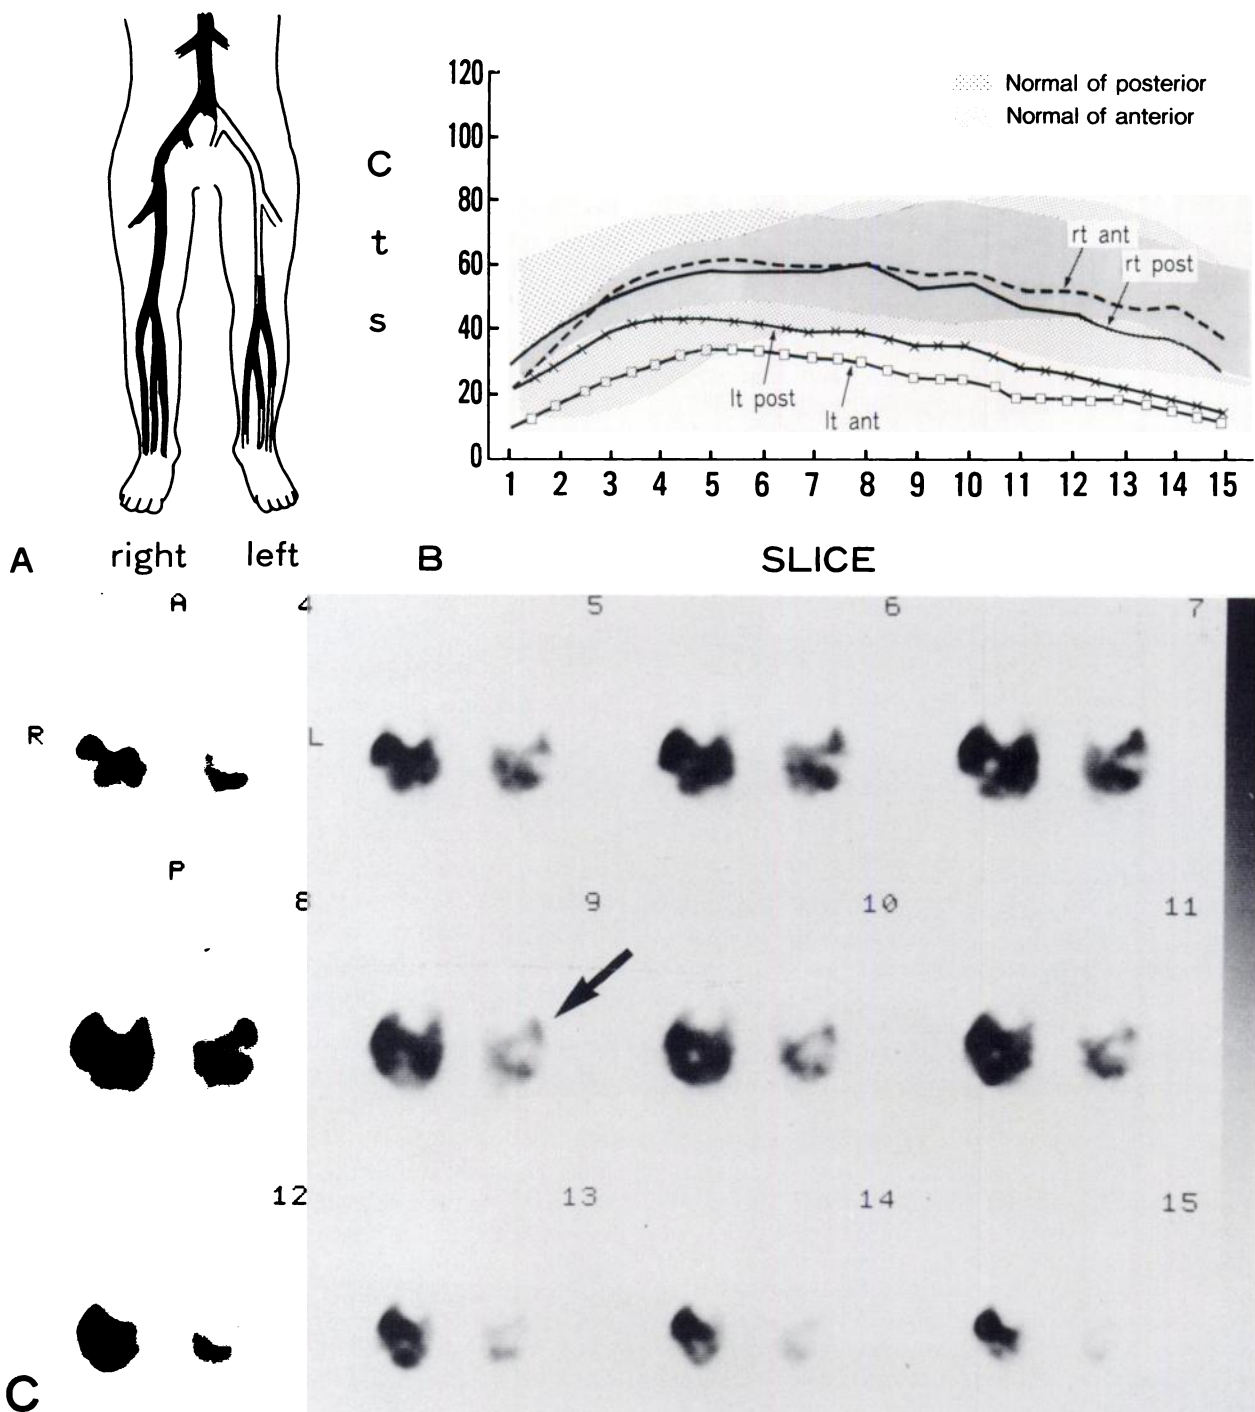 120
100
80
60
40
20
0
C
t
s
Normal of posterior
Normal of anterior
rt ant
rt post
lt post
lt ant
1 2 3 4 5 6 7 8 9 10 11 12 13 14 15
A right left B SLICE
A 4 5 6 7
R L
P
8 9 10 11
12 13 14 15
C